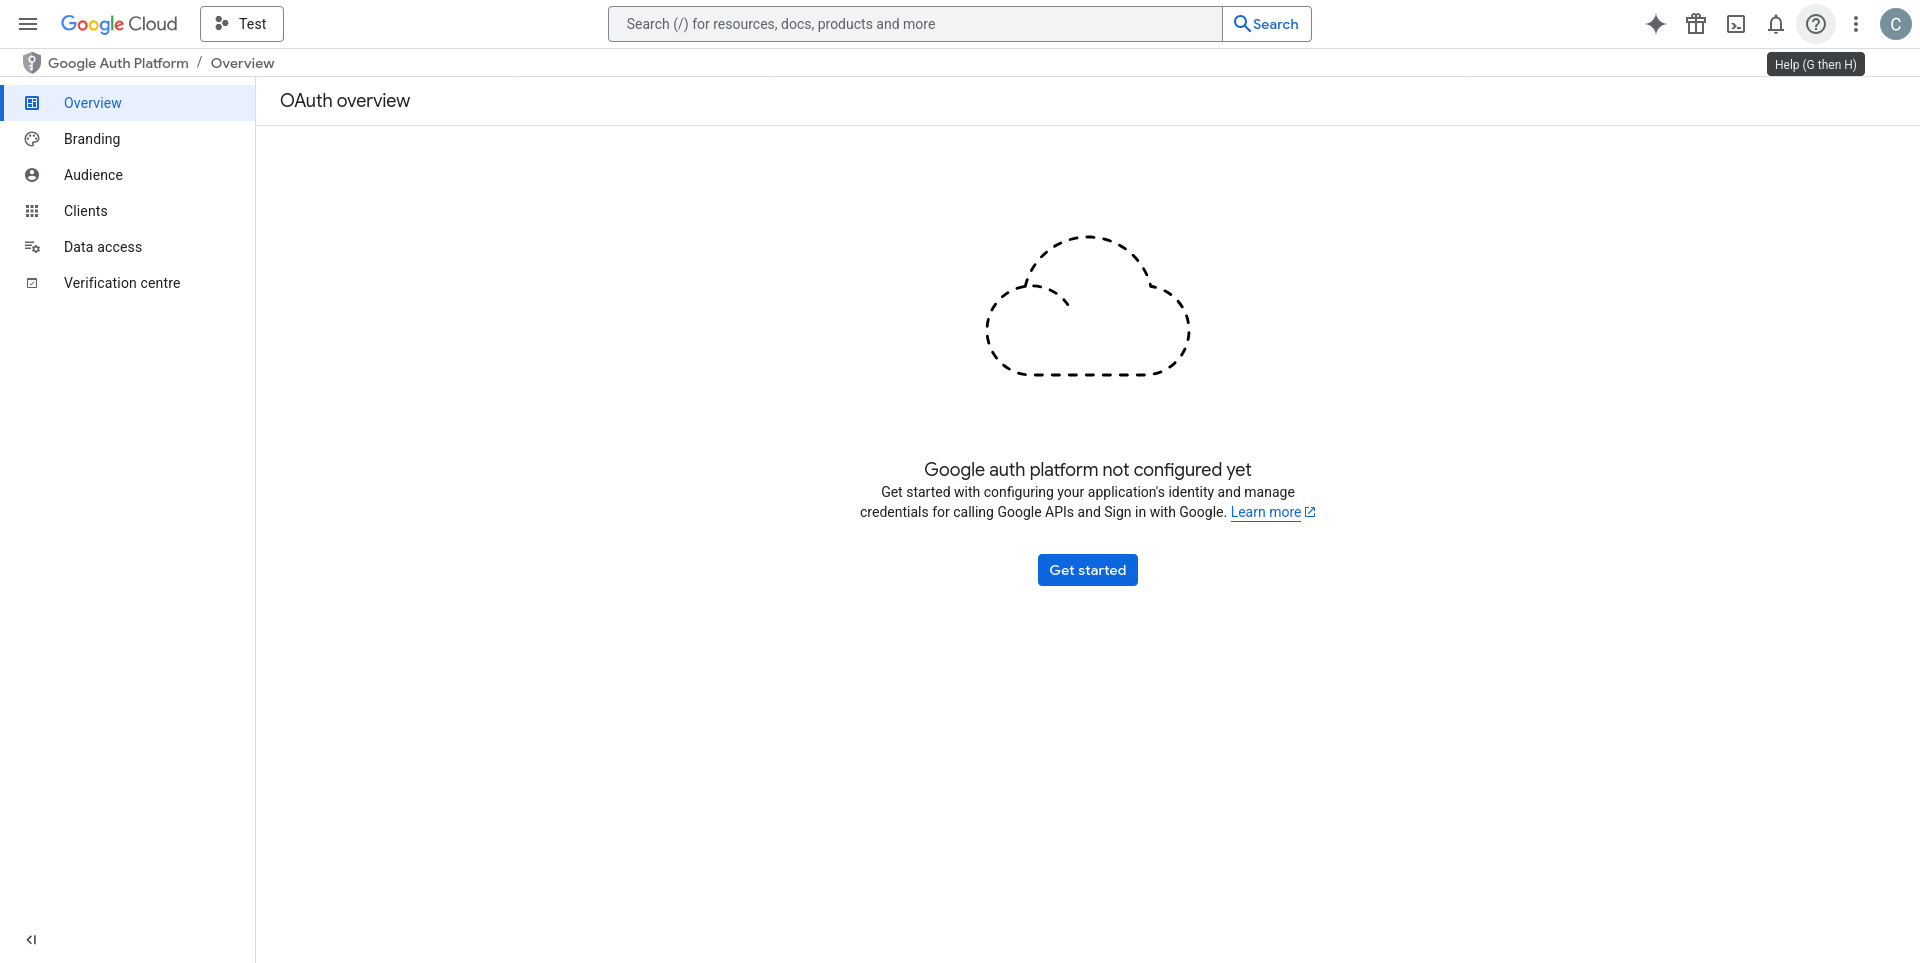 Google Cloud
Test
Search (/) for resources, docs, products and more
Search
C
Google Auth Platform / Overview
Help (G then H)
Overview
OAuth overview
Branding
Audience
Clients
Data access
Verification centre
Google auth platform not configured yet
Get started with configuring your application's identity and manage
credentials for calling Google APIs and Sign in with Google. Learn more
Get started